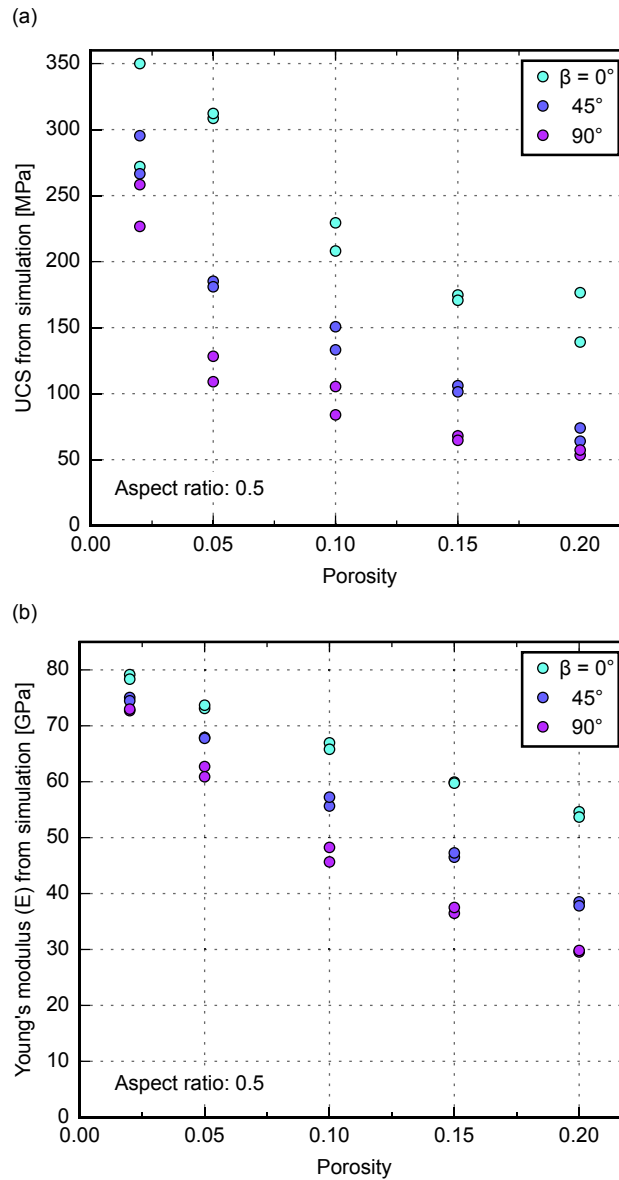 (a)
350
300
250
200
150
100
50
0
UCS from simulation [MPa]
β = 0°
45°
90°
Aspect ratio: 0.5
0.00 0.05 0.10 0.15 0.20
Porosity
(b)
80
70
60
50
40
30
20
10
0
Young's modulus (E) from simulation [GPa]
β = 0°
45°
90°
Aspect ratio: 0.5
0.00 0.05 0.10 0.15 0.20
Porosity